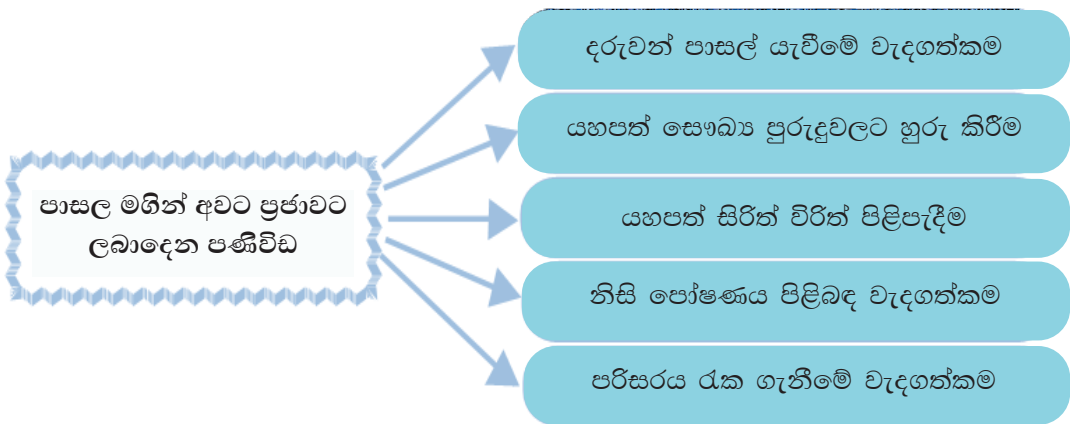 පාසල මගින් අවට ප්‍රජාවට
ලබාදෙන පණිවිඩ
දරුවන් පාසල් යැවීමේ වැදගත්කම
යහපත් සෞඛ්‍ය පුරුදුවලට හුරු කිරීම
යහපත් සිරිත් විරිත් පිළිපැදීම
නිසි පෝෂණය පිළිබඳ වැදගත්කම
පරිසරය රැක ගැනීමේ වැදගත්කම